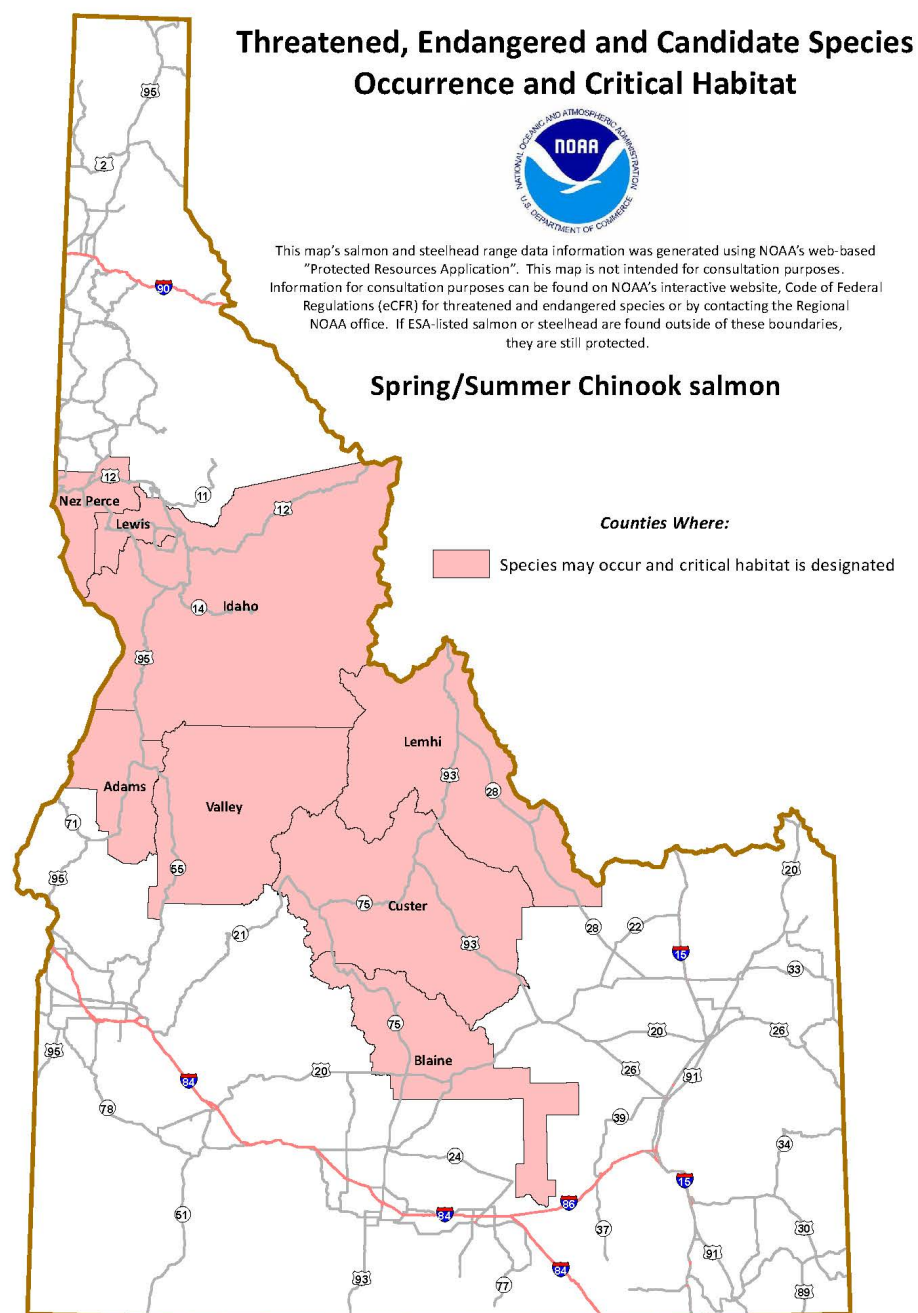 Threatened, Endangered and Candidate Species
Occurrence and Critical Habitat
NATIONAL OCEANIC AND ATMOSPHERIC ADMINISTRATION
NOAA
U.S. DEPARTMENT OF COMMERCE
This map's salmon and steelhead range data information was generated using NOAA's web-based
"Protected Resources Application". This map is not intended for consultation purposes.
Information for consultation purposes can be found on NOAA's interactive website, Code of Federal
Regulations (eCFR) for threatened and endangered species or by contacting the Regional
NOAA office. If ESA-listed salmon or steelhead are found outside of these boundaries,
they are still protected.
Spring/Summer Chinook salmon
Counties Where:
Species may occur and critical habitat is designated
95
2
90
12
11
12
Nez Perce
Lewis
14
Idaho
95
Lemhi
93
28
Adams
Valley
71
55
95
20
75
Custer
21
93
28
22
15
33
75
20
26
95
Blaine
84
20
26
91
78
39
34
24
15
86
51
84
37
30
91
93
77
84
89